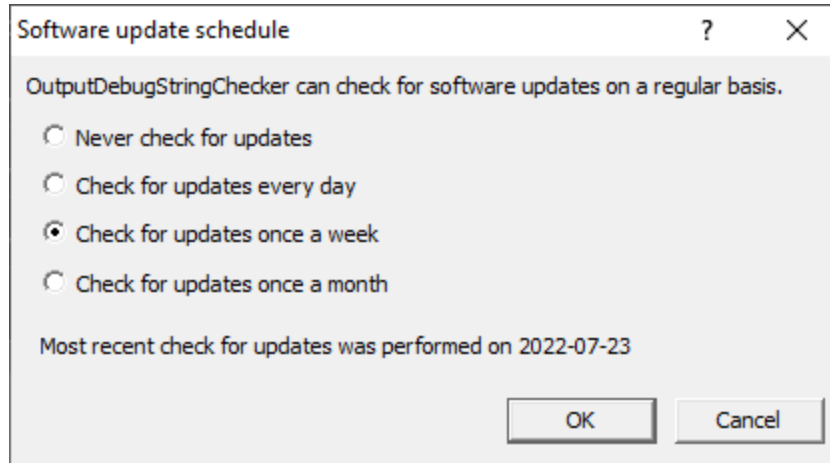 Software update schedule ?
OutputDebugStringChecker can check for software updates on a regular basis.
Never check for updates
Check for updates every day
Check for updates once a week
Check for updates once a month
Most recent check for updates was performed on 2022-07-23
OK Cancel